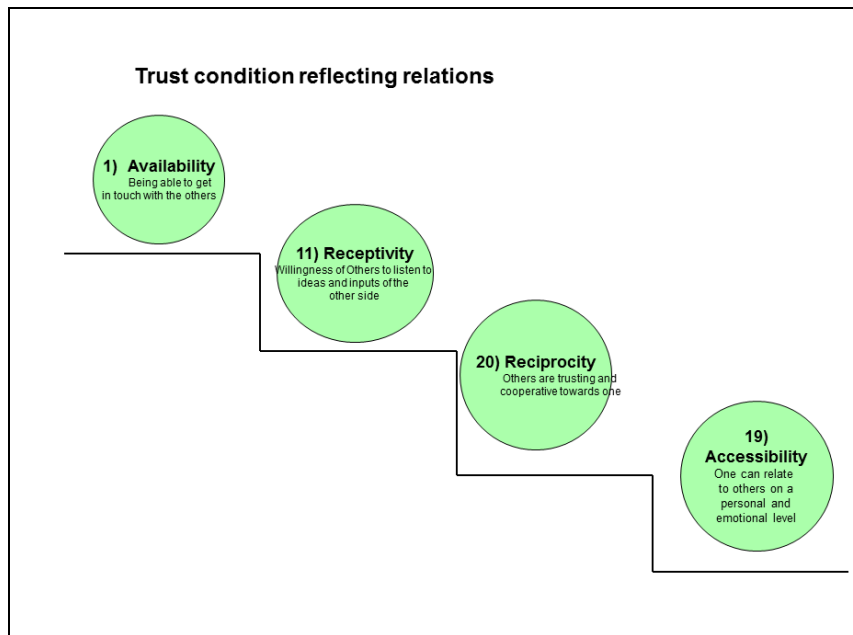 Trust condition reflecting relations
1) Availability
Being able to get
in touch with the others
11) Receptivity
Willingness of Others to listen to
ideas and inputs of the
other side
20) Reciprocity
Others are trusting and
cooperative towards one
19)
Accessibility
One can relate
to others on a
personal and
emotional level